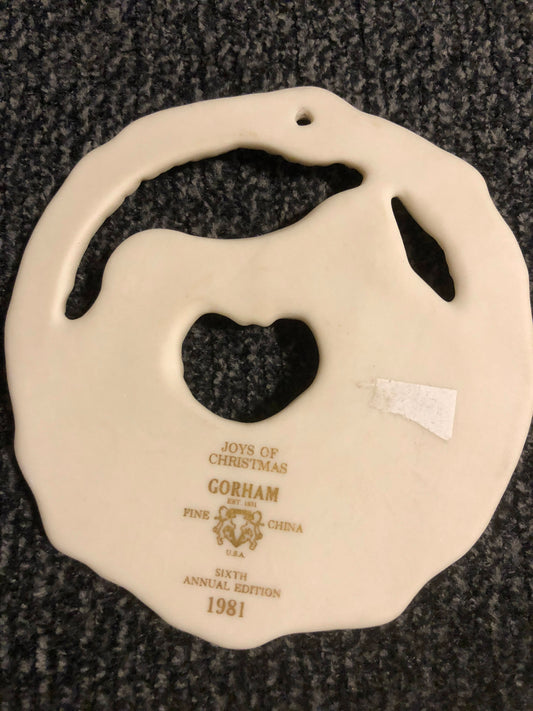 JOYS OF
CHRISTMAS
GORHAM
EST. 1831
FINE CHINA
U.S.A.
SIXTH
ANNUAL EDITION
1981